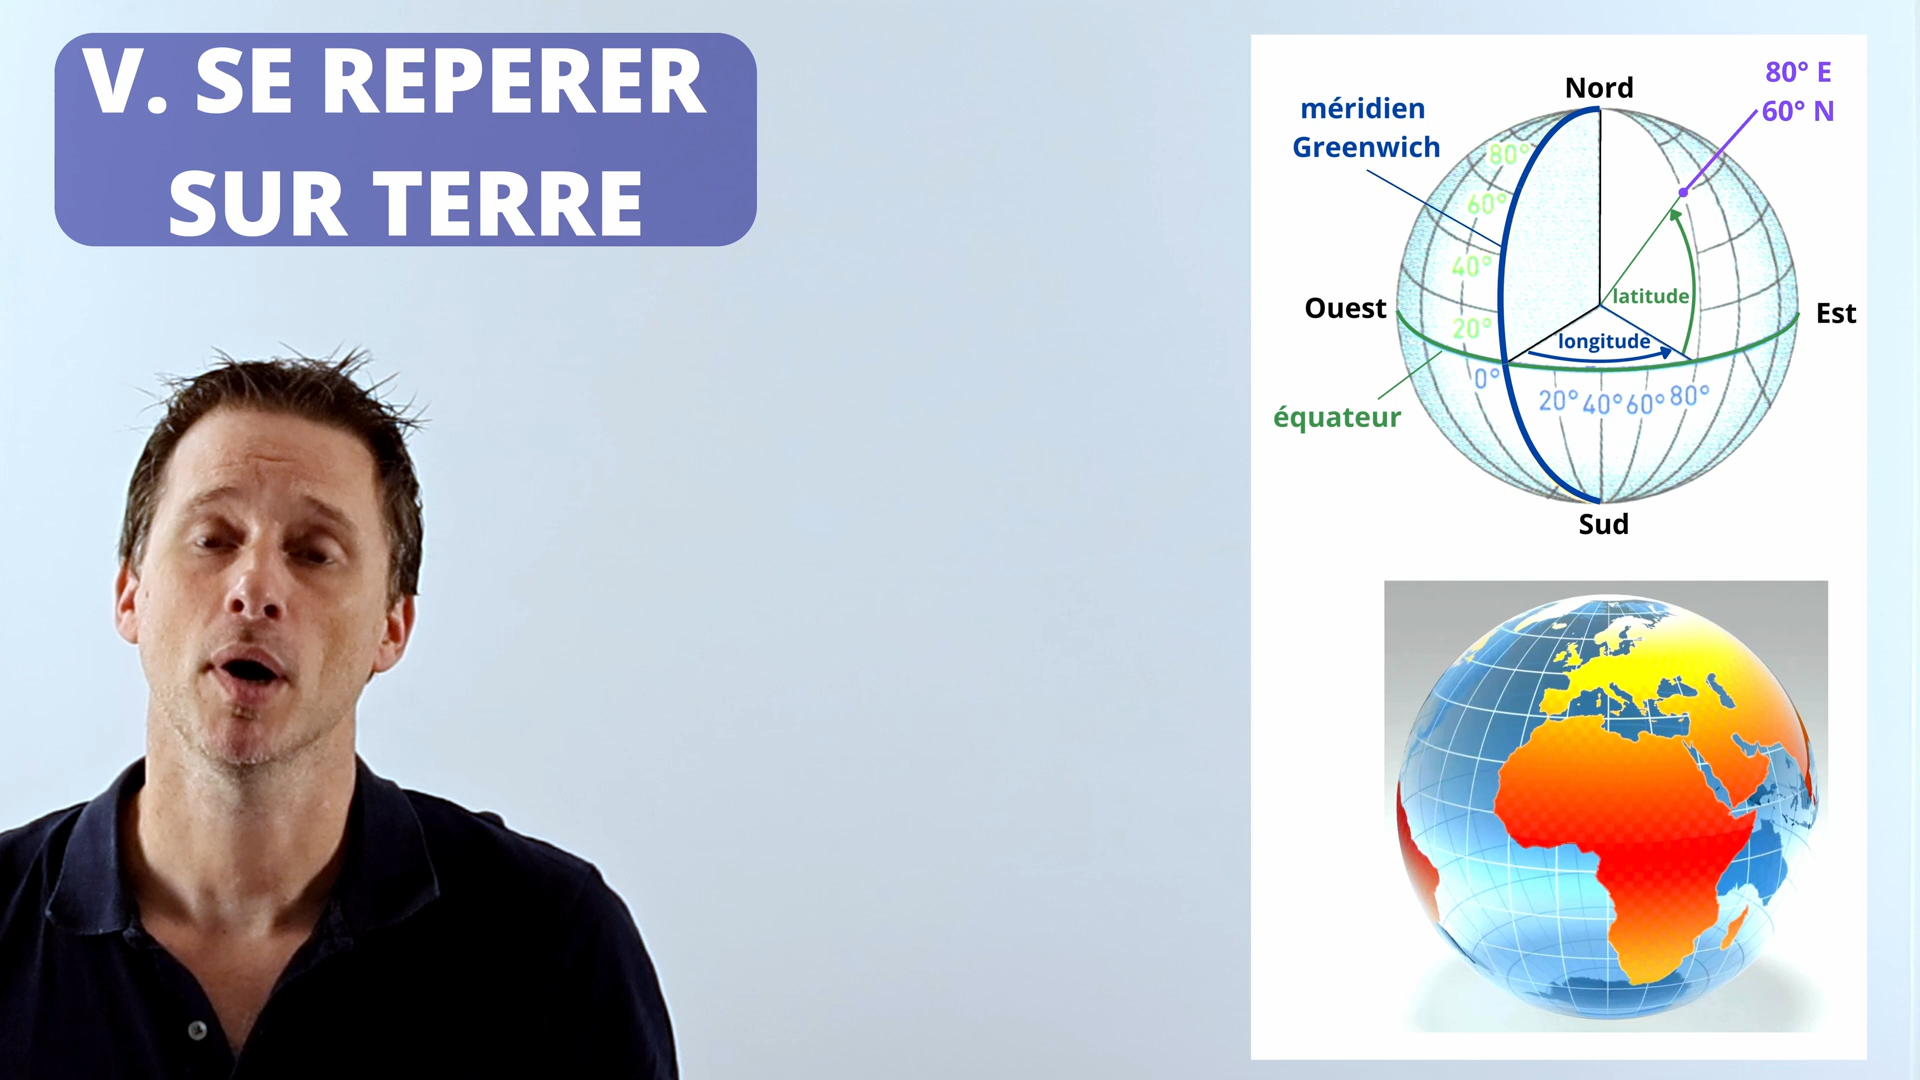 V. SE REPERER
SUR TERRE
Nord
80° E
60° N
méridien
Greenwich
80°
60°
40°
20°
0°
Ouest
Est
latitude
longitude
20° 40° 60° 80°
équateur
Sud